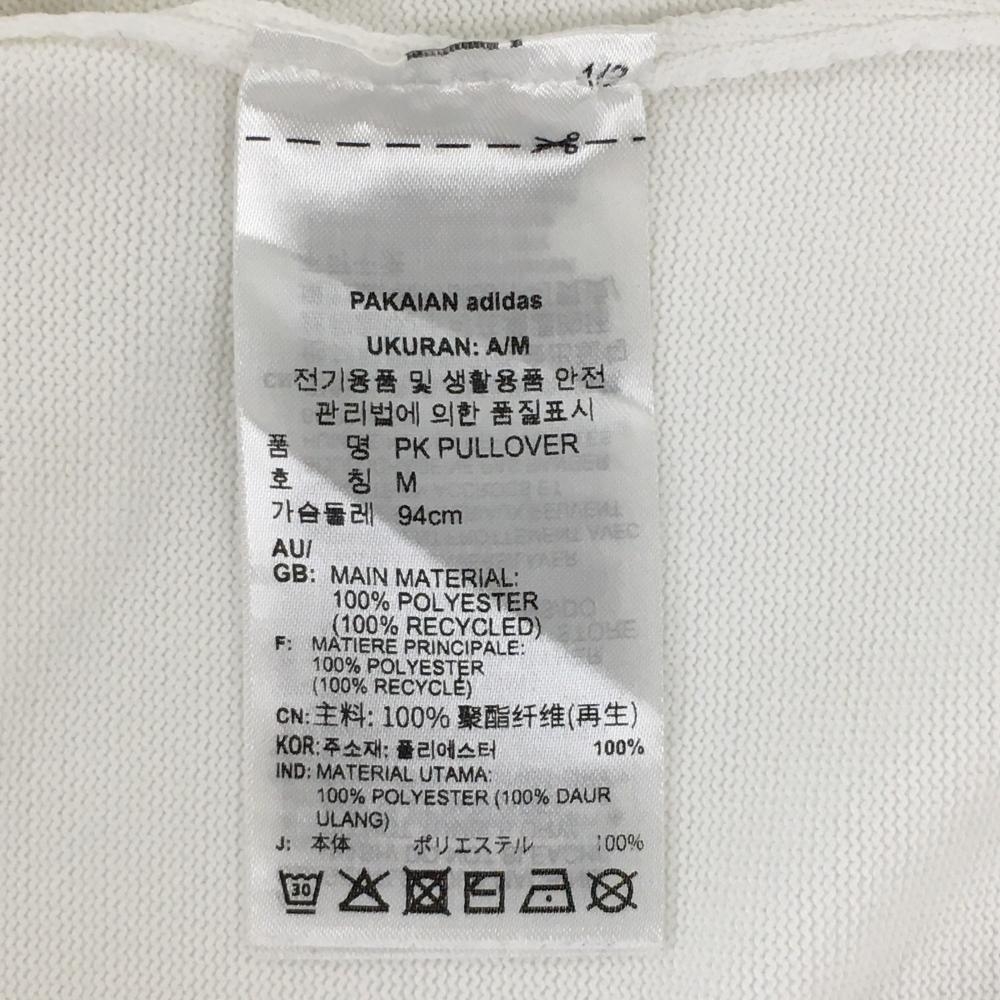 1/2
PAKAIAN adidas
UKURAN: A/M
전기용품 및 생활용품 안전
관리법에 의한 품질표시
품 명 PK PULLOVER
호 칭 M
가슴둘레 94cm
AU/
GB: MAIN MATERIAL:
100% POLYESTER
(100% RECYCLED)
F: MATIERE PRINCIPALE:
100% POLYESTER
(100% RECYCLÉ)
CN: 主料: 100% 聚酯纤维(再生)
KOR: 주소재: 폴리에스터 100%
IND: MATERIAL UTAMA:
100% POLYESTER (100% DAUR
ULANG)
J: 本体 ポリエステル 100%
30